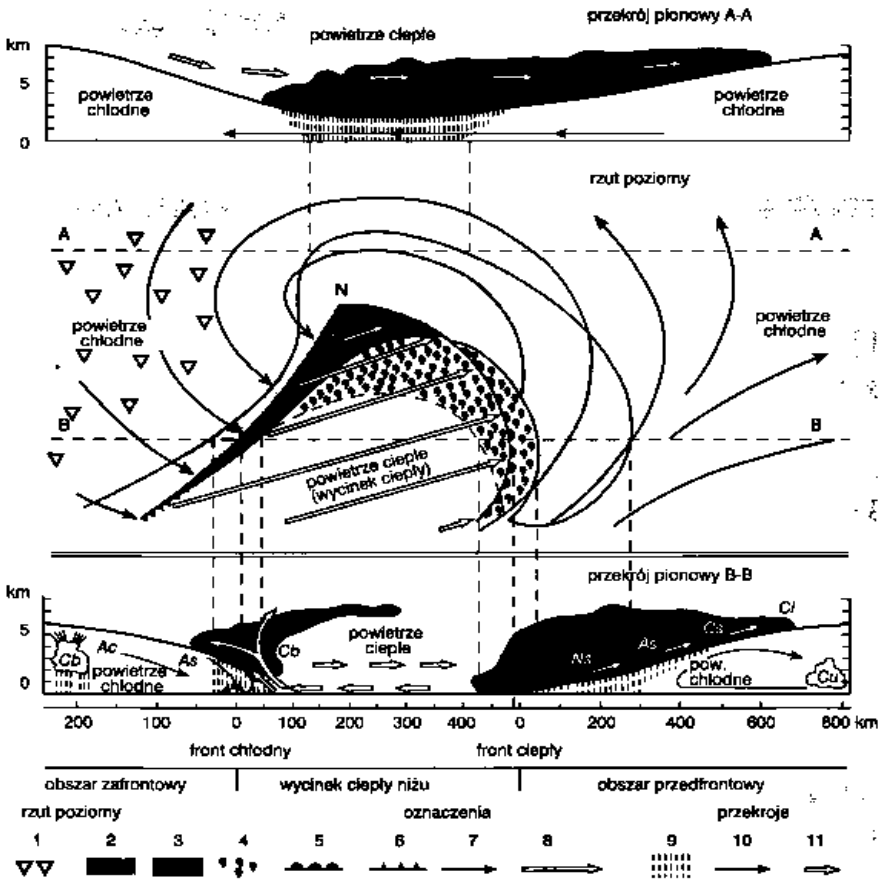 przekrój pionowy A-A
km
powietrze ciepłe
5
5
powietrze chłodne
powietrze chłodne
0
0
rzut poziomy
A
A
N
powietrze chłodne
powietrze chłodne
B
B
powietrze ciepłe
(wycinek ciepły)
przekrój pionowy B-B
km
Ci
5
5
Cb
Ac
As
Cb
powietrze ciepłe
Ns
As
Cs
powietrze chłodne
pow. chłodne
Cu
0
0
200 100 0 100 200 300 400 0 200 400 600 800 km
front chłodny
front ciepły
obszar zafrontowy
wycinek ciepły niżu
obszar przedfrontowy
rzut poziomy
oznaczenia
przekroje
1 2 3 4 5 6 7 8 9 10 11